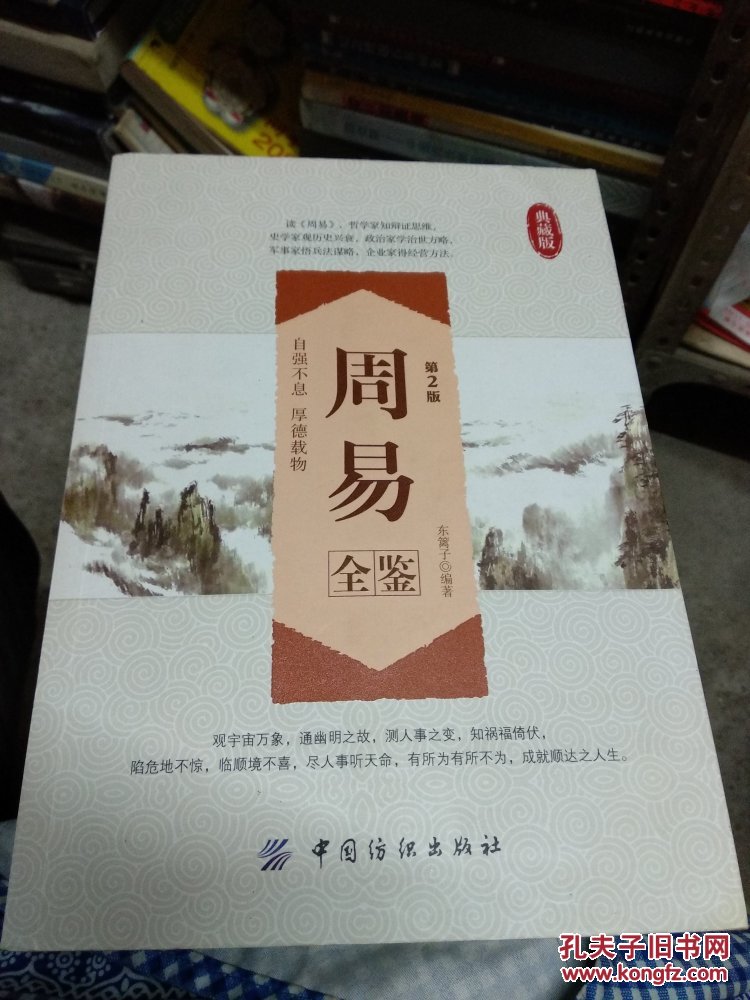 读《周易》，哲学家知辩证思维，
史学家观历史兴衰，政治家学治世方略，
军事家悟兵法谋略，企业家得经营方法。
典藏版
自强不息 厚德载物
周易
第2版
全鉴
东篱子◎编著
观宇宙万象，通幽明之故，测人事之变，知祸福倚伏，
陷危地不惊，临顺境不喜，尽人事听天命，有所为有所不为，成就顺达之人生。
中国纺织出版社
孔夫子旧书网
www.kongfz.com